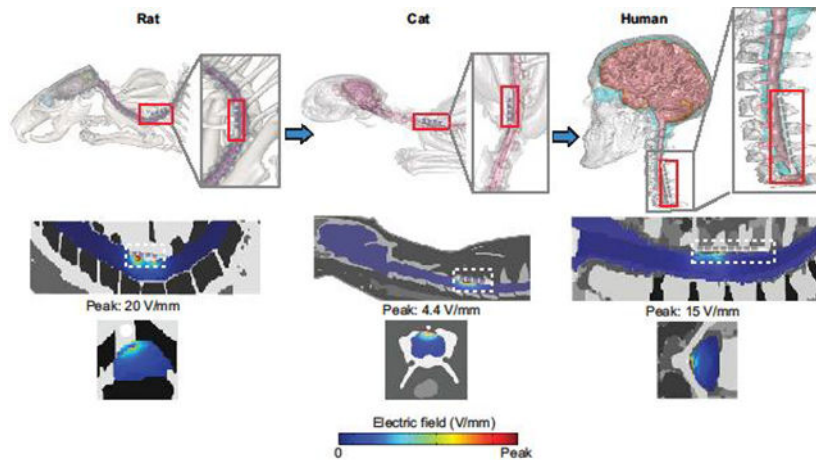 Rat
Cat
Human
Peak: 20 V/mm
Peak: 4.4 V/mm
Peak: 15 V/mm
Electric field (V/mm)
0
Peak